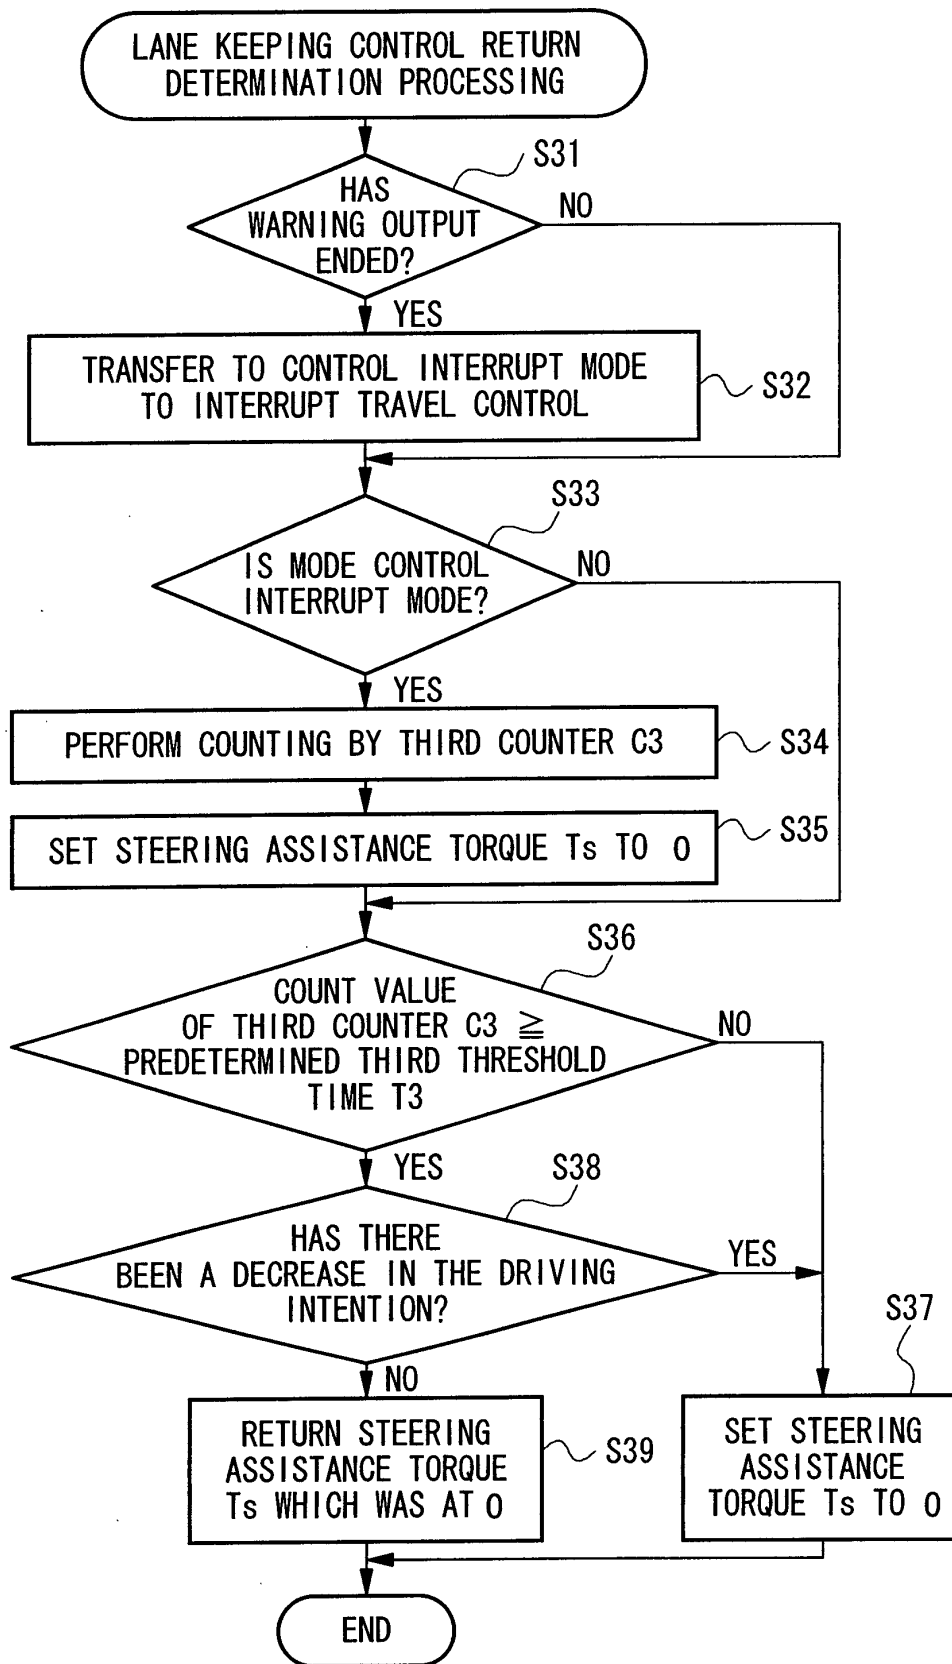 LANE KEEPING CONTROL RETURN
DETERMINATION PROCESSING
S31
HAS
WARNING OUTPUT
ENDED?
NO
YES
TRANSFER TO CONTROL INTERRUPT MODE
TO INTERRUPT TRAVEL CONTROL
S32
S33
IS MODE CONTROL
INTERRUPT MODE?
NO
YES
PERFORM COUNTING BY THIRD COUNTER C3
S34
SET STEERING ASSISTANCE TORQUE Ts TO 0
S35
S36
COUNT VALUE
OF THIRD COUNTER C3 ≧
PREDETERMINED THIRD THRESHOLD
TIME T3
NO
YES
S38
HAS THERE
BEEN A DECREASE IN THE DRIVING
INTENTION?
YES
NO
S37
RETURN STEERING
ASSISTANCE TORQUE
Ts WHICH WAS AT 0
S39
SET STEERING
ASSISTANCE
TORQUE Ts TO 0
END